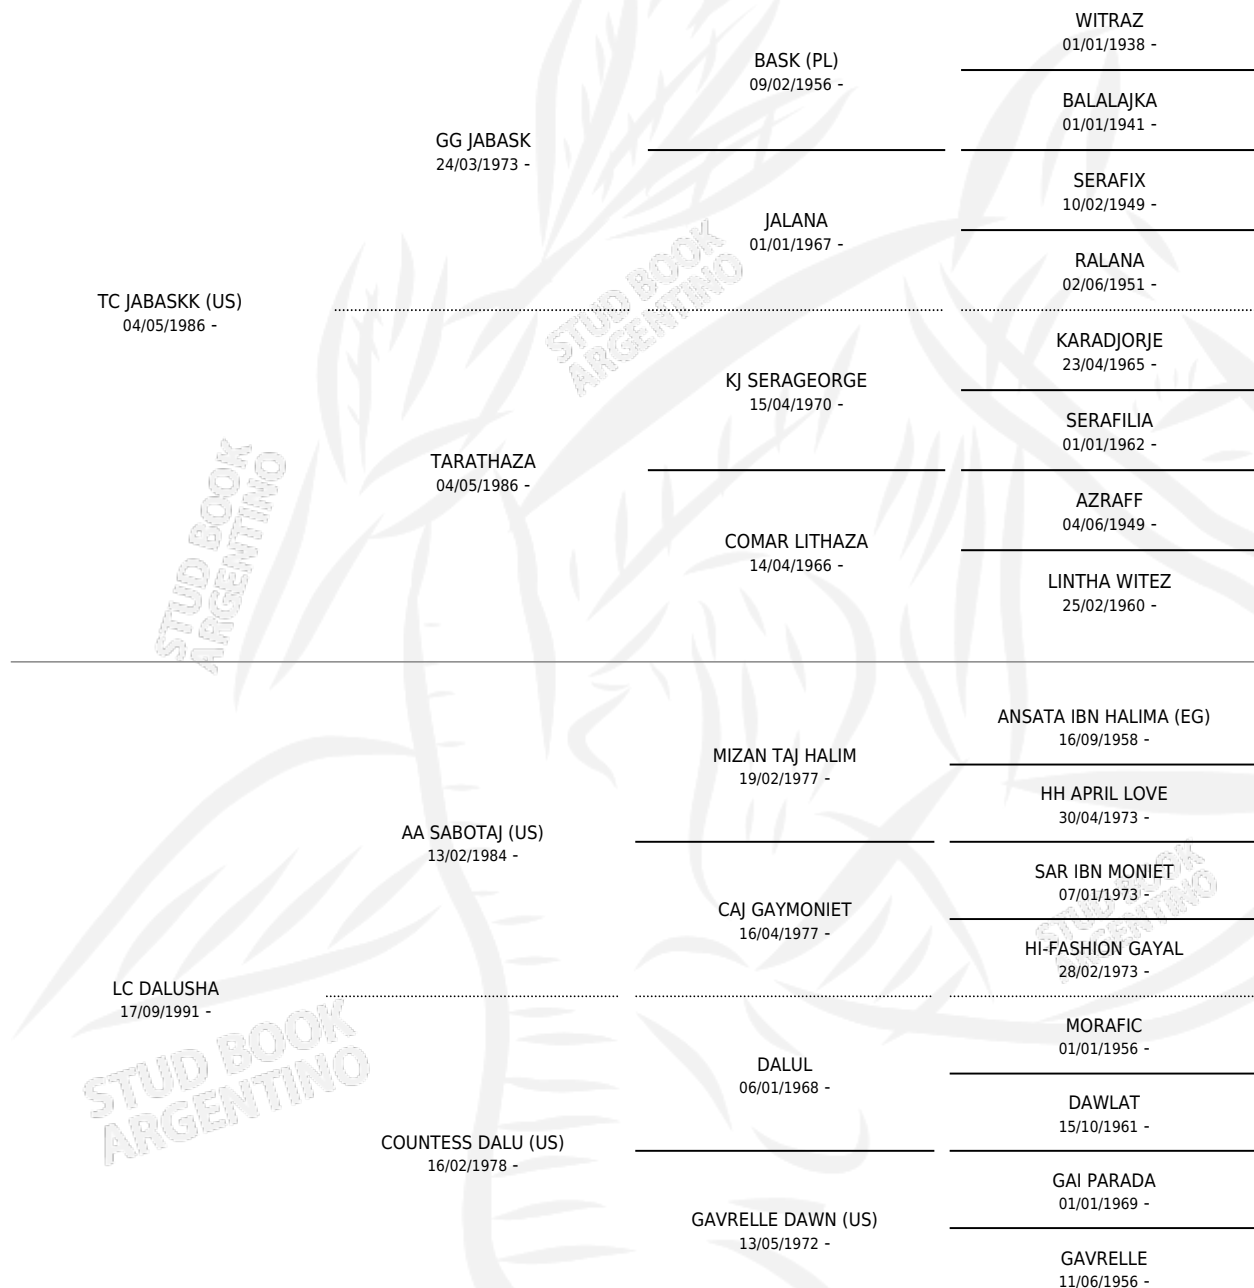 WITRAZ
01/01/1938 -
BASK (PL)
09/02/1956 -
BALALAJKA
01/01/1941 -
GG JABASK
24/03/1973 -
SERAFIX
10/02/1949 -
JALANA
01/01/1967 -
RALANA
02/06/1951 -
TC JABASKK (US)
04/05/1986 -
KARADJORJE
23/04/1965 -
KJ SERAGEORGE
15/04/1970 -
SERAFILIA
01/01/1962 -
TARATHAZA
04/05/1986 -
AZRAFF
04/06/1949 -
COMAR LITHAZA
14/04/1966 -
LINTHA WITEZ
25/02/1960 -
ANSATA IBN HALIMA (EG)
16/09/1958 -
MIZAN TAJ HALIM
19/02/1977 -
HH APRIL LOVE
30/04/1973 -
AA SABOTAJ (US)
13/02/1984 -
SAR IBN MONIET
07/01/1973 -
CAJ GAYMONIET
16/04/1977 -
HI-FASHION GAYAL
28/02/1973 -
LC DALUSHA
17/09/1991 -
MORAFIC
01/01/1956 -
DALUL
06/01/1968 -
DAWLAT
15/10/1961 -
COUNTESS DALU (US)
16/02/1978 -
GAI PARADA
01/01/1969 -
GAVRELLE DAWN (US)
13/05/1972 -
GAVRELLE
11/06/1956 -
STUD BOOK
ARGENTINO
STUD BOOK
ARGENTINO
STUD BOOK
ARGENTINO
STUD BOOK
ARGENTINO